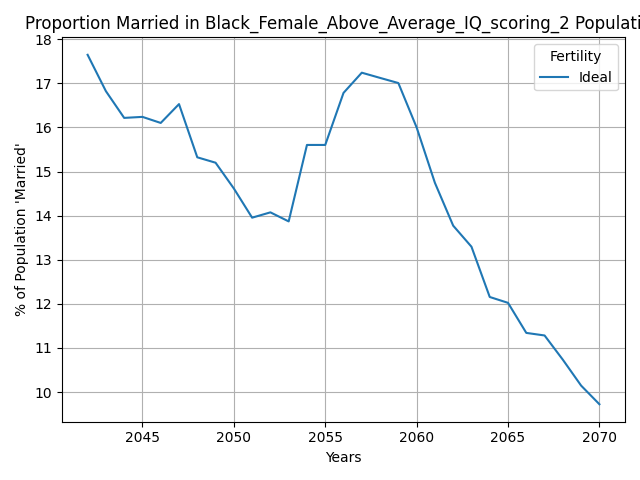 Proportion Married in Black_Female_Above_Average_IQ_scoring_2 Populati
18
17
16
15
14
13
12
11
10
% of Population 'Married'
Fertility
Ideal
2045 2050 2055 2060 2065 2070
Years